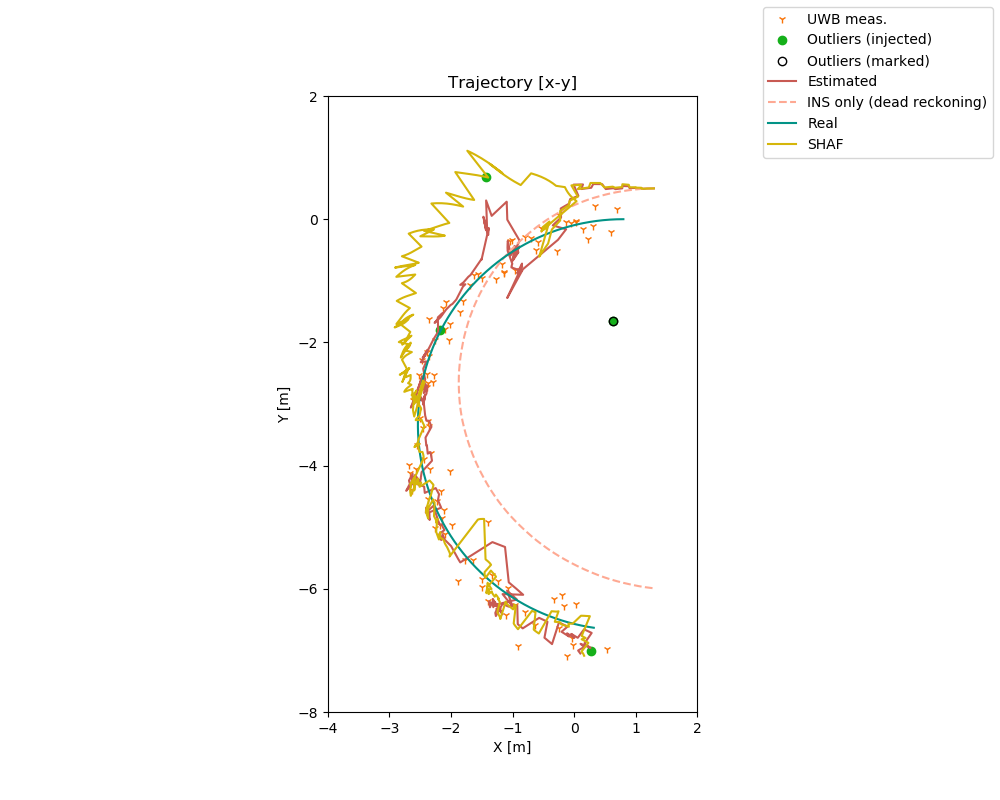 UWB meas.
Outliers (injected)
Outliers (marked)
Estimated
INS only (dead reckoning)
Real
SHAF
Trajectory [x-y]
2
0
−2
−4
−6
−8
Y [m]
−4
−3
−2
−1
0
1
2
X [m]